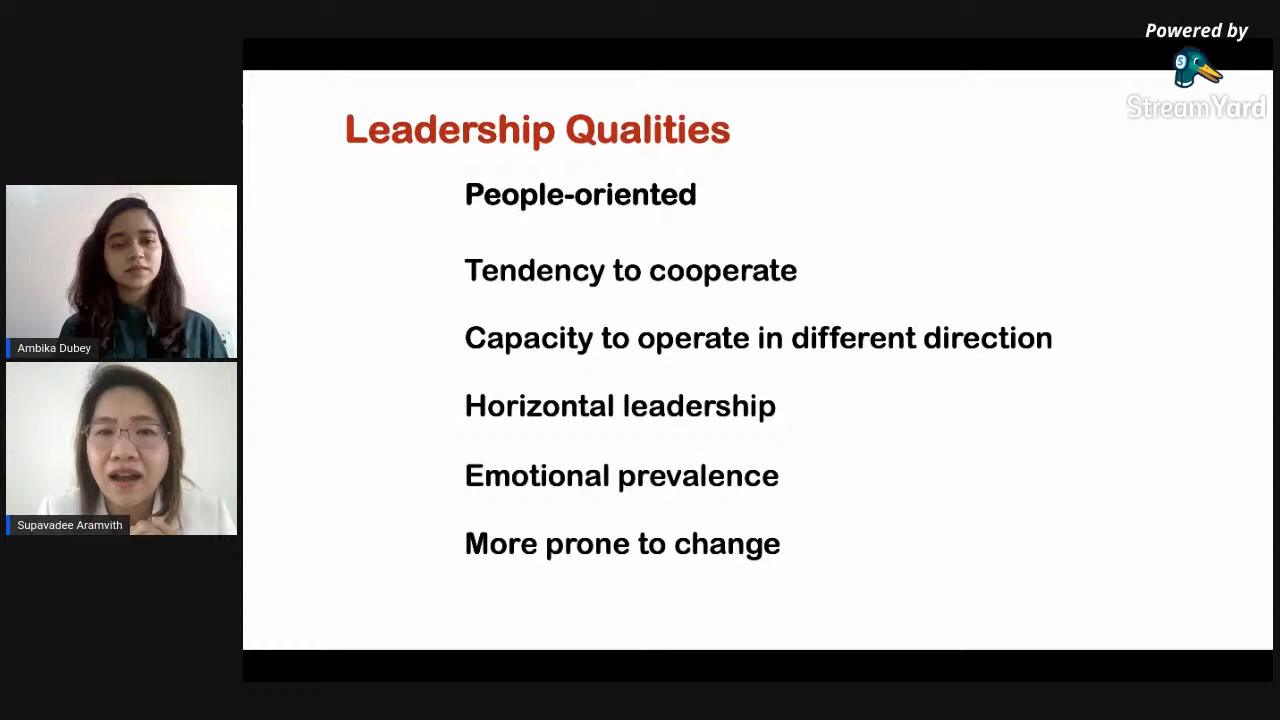 Powered by
StreamYard
Leadership Qualities
People-oriented
Tendency to cooperate
Capacity to operate in different direction
Horizontal leadership
Emotional prevalence
More prone to change
Ambika Dubey
Supavadee Aramvith